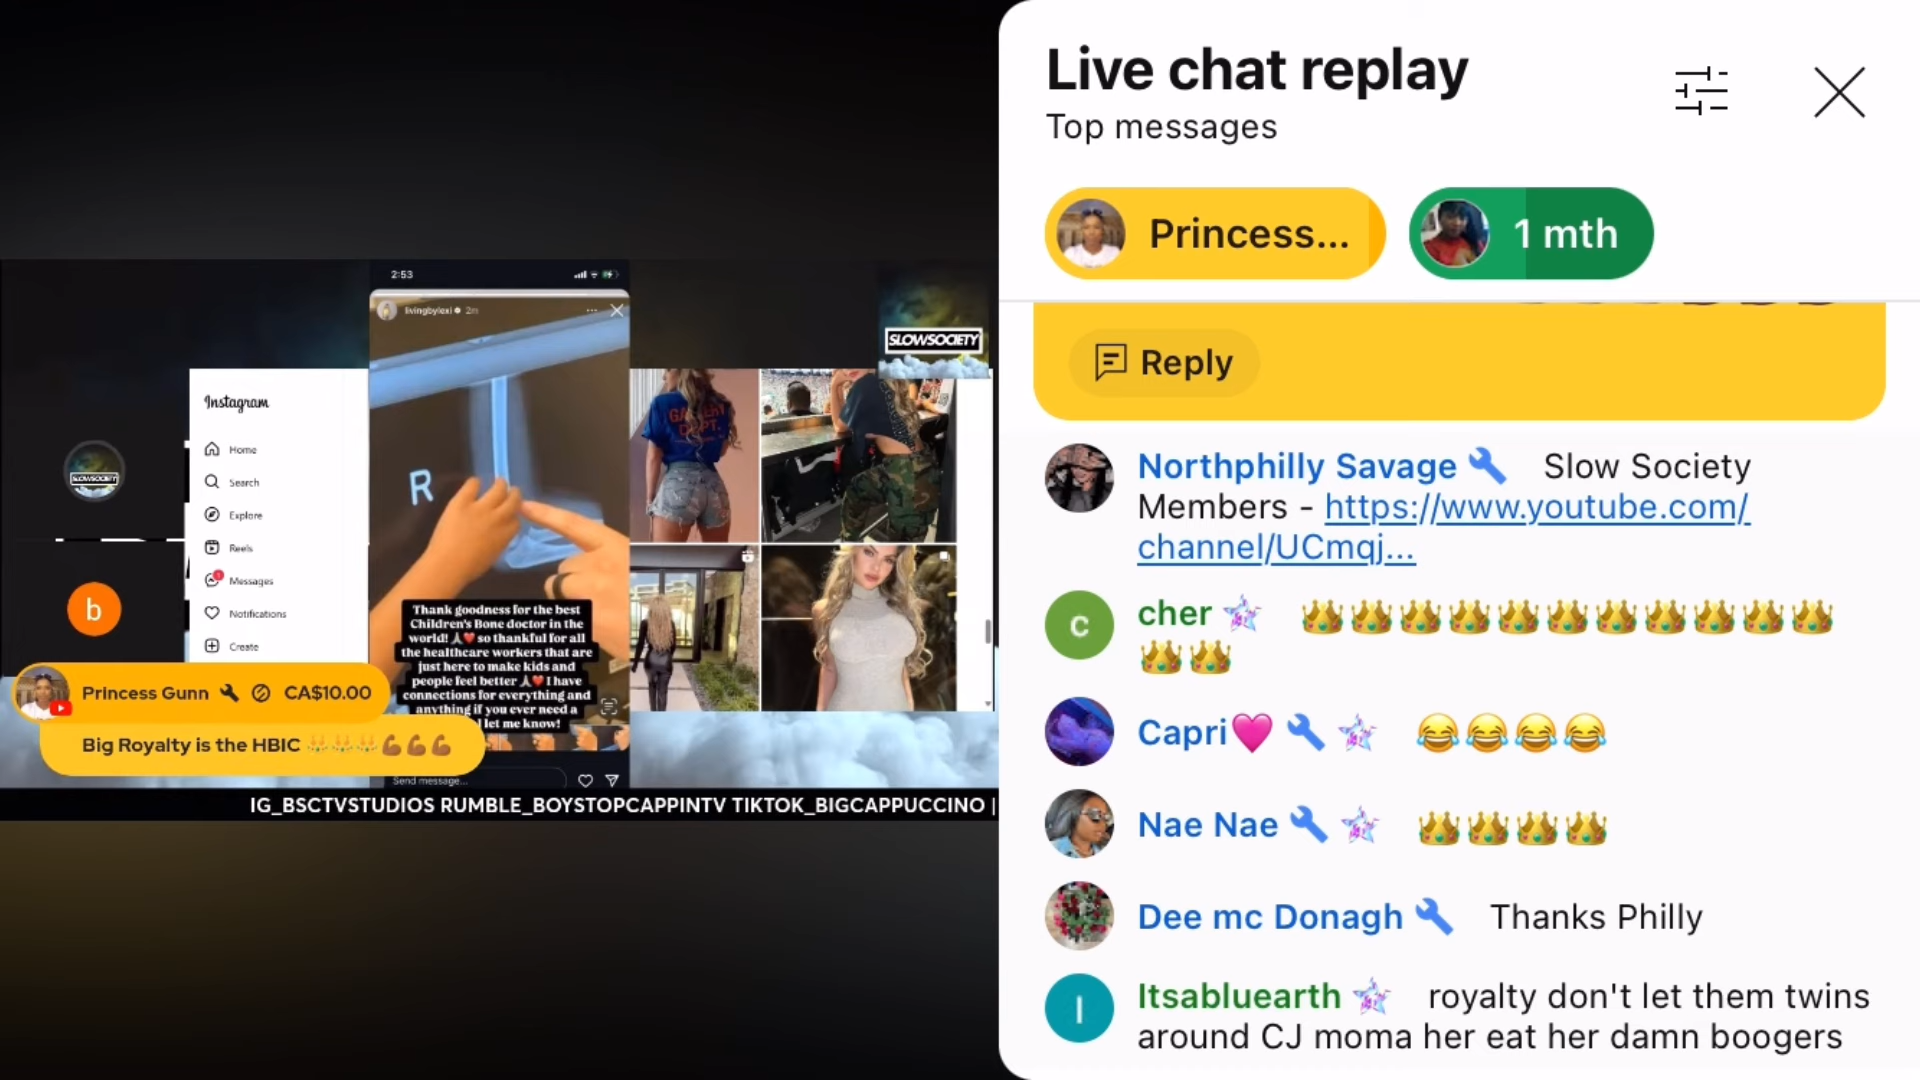 2:53
livingbylexi 2m
SLOWSOCIETY
GALLERY
DEPT.
Instagram
Home
Search
Explore
Reels
Messages
Notifications
Create
SLOWSOCIETY
b
R
Thank goodness for the best
Children's Bone doctor in the
world! 🙏🏻❤️ so thankful for all
the healthcare workers that are
just here to make kids and
people feel better 🙏🏻❤️ I have
connections for everything and
anything if you ever need a
let me know!
Send message...
Princess Gunn CA$10.00
Big Royalty is the HBIC 🔱🔱🔱💪🏾💪🏾💪🏾
IG_BSCTVSTUDIOS RUMBLE_BOYSTOPCAPPINTV TIKTOK_BIGCAPPUCCINO |
Live chat replay
Top messages
Princess...
1 mth
Reply
Northphilly Savage 🔧 Slow Society
Members - https://www.youtube.com/
channel/UCmqj...
C
cher 👑👑👑👑👑👑👑👑👑👑👑
👑👑
Capri🩷 🔧 😂😂😂😂
Nae Nae 🔧 👑👑👑👑
Dee mc Donagh 🔧 Thanks Philly
I
Itsabluearth royalty don't let them twins
around CJ moma her eat her damn boogers